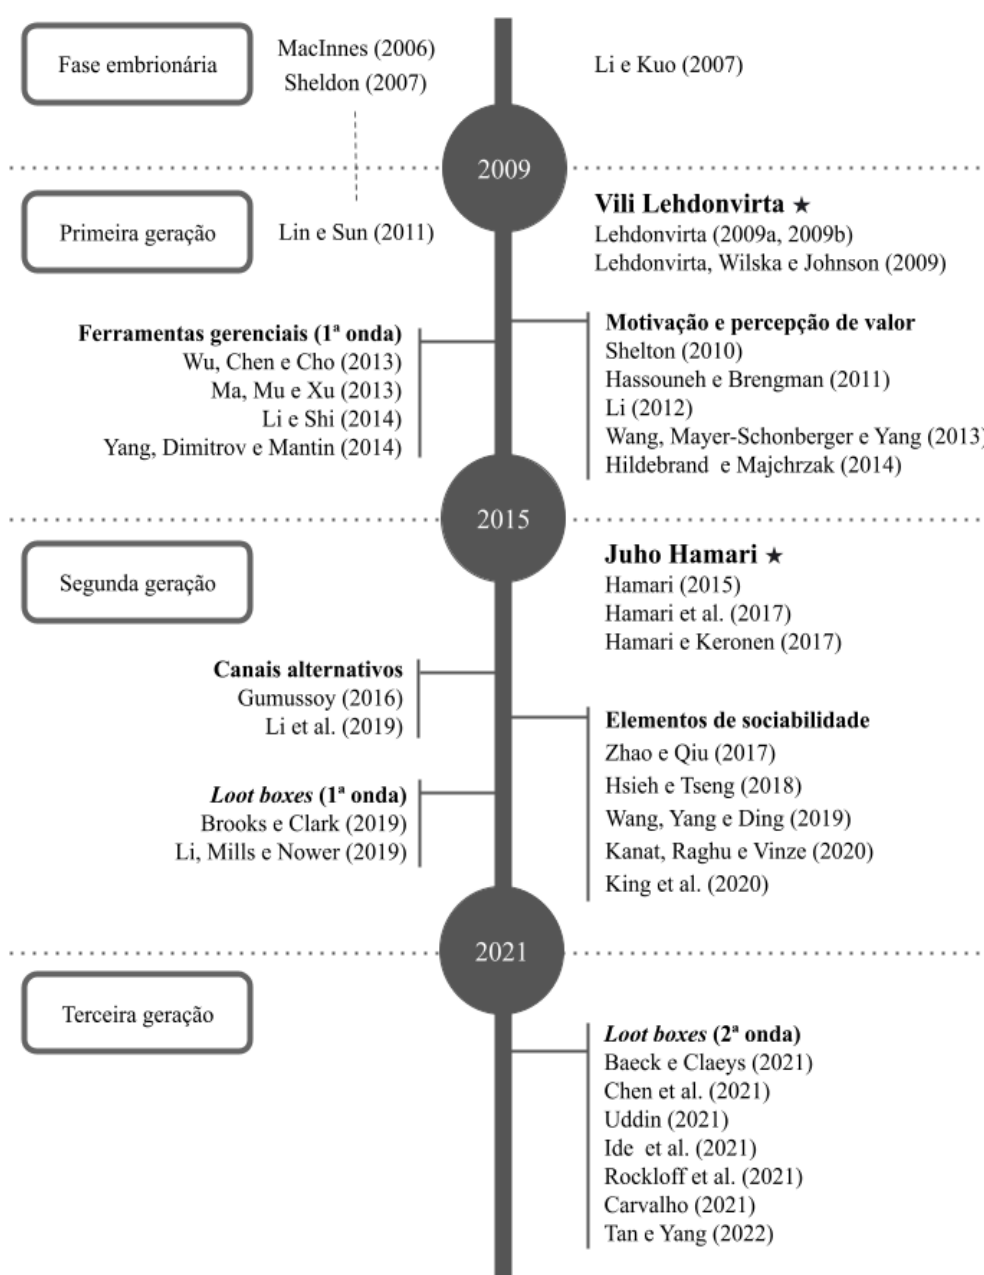 Fase embrionária
MacInnes (2006)
Sheldon (2007)
Li e Kuo (2007)
2009
Primeira geração
Lin e Sun (2011)
Vili Lehdonvirta ★
Lehdonvirta (2009a, 2009b)
Lehdonvirta, Wilska e Johnson (2009)
Ferramentas gerenciais (1ª onda)
Wu, Chen e Cho (2013)
Ma, Mu e Xu (2013)
Li e Shi (2014)
Yang, Dimitrov e Mantin (2014)
Motivação e percepção de valor
Shelton (2010)
Hassouneh e Brengman (2011)
Li (2012)
Wang, Mayer-Schonberger e Yang (2013)
Hildebrand e Majchrzak (2014)
2015
Segunda geração
Juho Hamari ★
Hamari (2015)
Hamari et al. (2017)
Hamari e Keronen (2017)
Canais alternativos
Gumussoy (2016)
Li et al. (2019)
Elementos de sociabilidade
Zhao e Qiu (2017)
Hsieh e Tseng (2018)
Wang, Yang e Ding (2019)
Kanat, Raghu e Vinze (2020)
King et al. (2020)
Loot boxes (1ª onda)
Brooks e Clark (2019)
Li, Mills e Nower (2019)
2021
Terceira geração
Loot boxes (2ª onda)
Baeck e Claeys (2021)
Chen et al. (2021)
Uddin (2021)
Ide et al. (2021)
Rockloff et al. (2021)
Carvalho (2021)
Tan e Yang (2022)